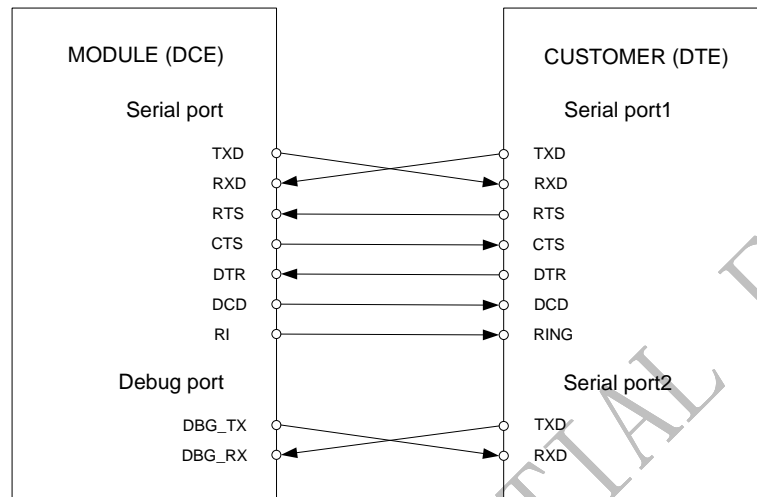 MODULE (DCE)
CUSTOMER (DTE)
Serial port
Serial port1
TXD TXD
RXD RXD
RTS RTS
CTS CTS
DTR DTR
DCD DCD
RI RING
Debug port
Serial port2
DBG_TX TXD
DBG_RX RXD